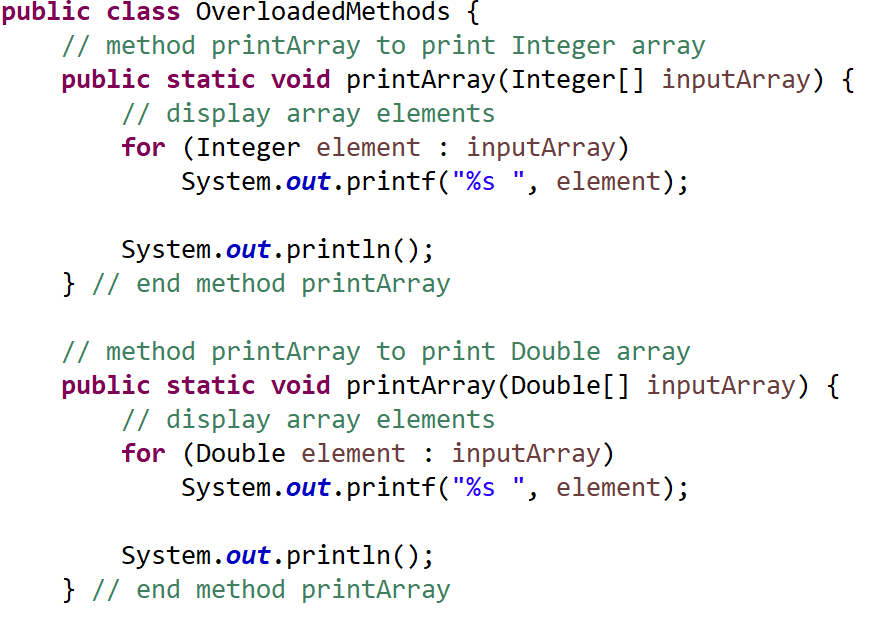 public class OverloadedMethods {
    // method printArray to print Integer array
    public static void printArray(Integer[] inputArray) {
        // display array elements
        for (Integer element : inputArray)
            System.out.printf("%s ", element);

        System.out.println();
    } // end method printArray

    // method printArray to print Double array
    public static void printArray(Double[] inputArray) {
        // display array elements
        for (Double element : inputArray)
            System.out.printf("%s ", element);

        System.out.println();
    } // end method printArray